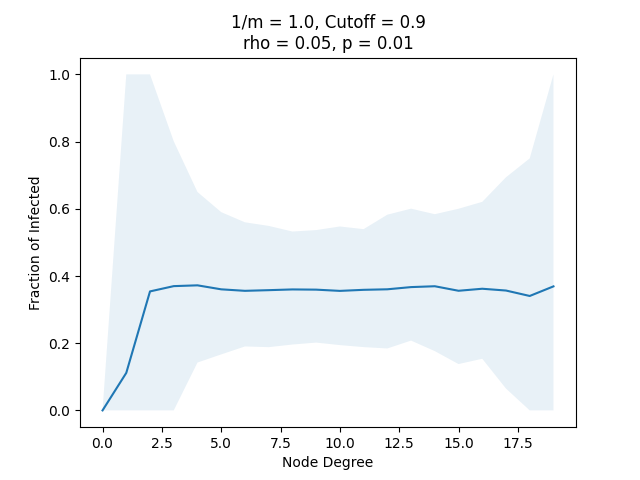 1/m = 1.0, Cutoff = 0.9
rho = 0.05, p = 0.01
1.0
0.8
0.6
0.4
0.2
0.0
Fraction of Infected
0.0 2.5 5.0 7.5 10.0 12.5 15.0 17.5
Node Degree